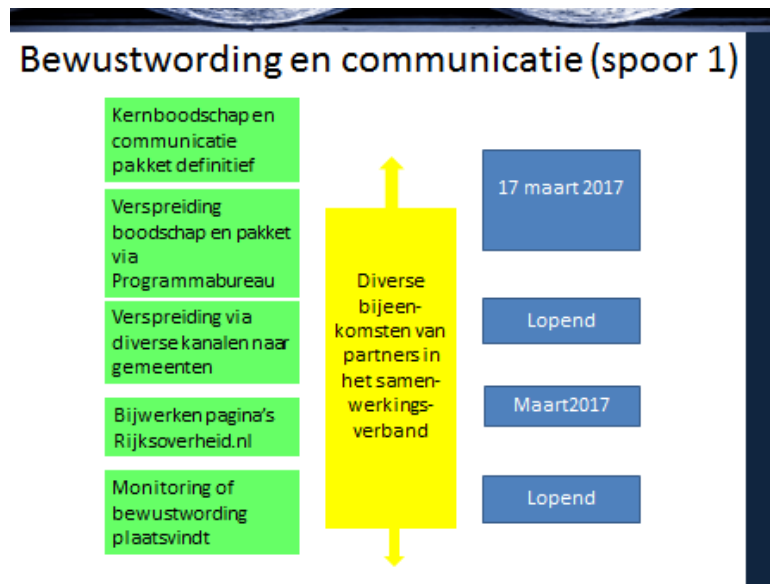 Bewustwording en communicatie (spoor 1)
Kernboodschap en
communicatie
pakket definitief
Verspreiding
boodschap en pakket
via
Programmabureau
Verspreiding via
diverse kanalen naar
gemeenten
Bijwerken pagina's
Rijksoverheid.nl
Monitoring of
bewustwording
plaatsvindt
Diverse
bijeen-
komsten van
partners in
het samen-
werkings-
verband
17 maart 2017
Lopend
Maart2017
Lopend